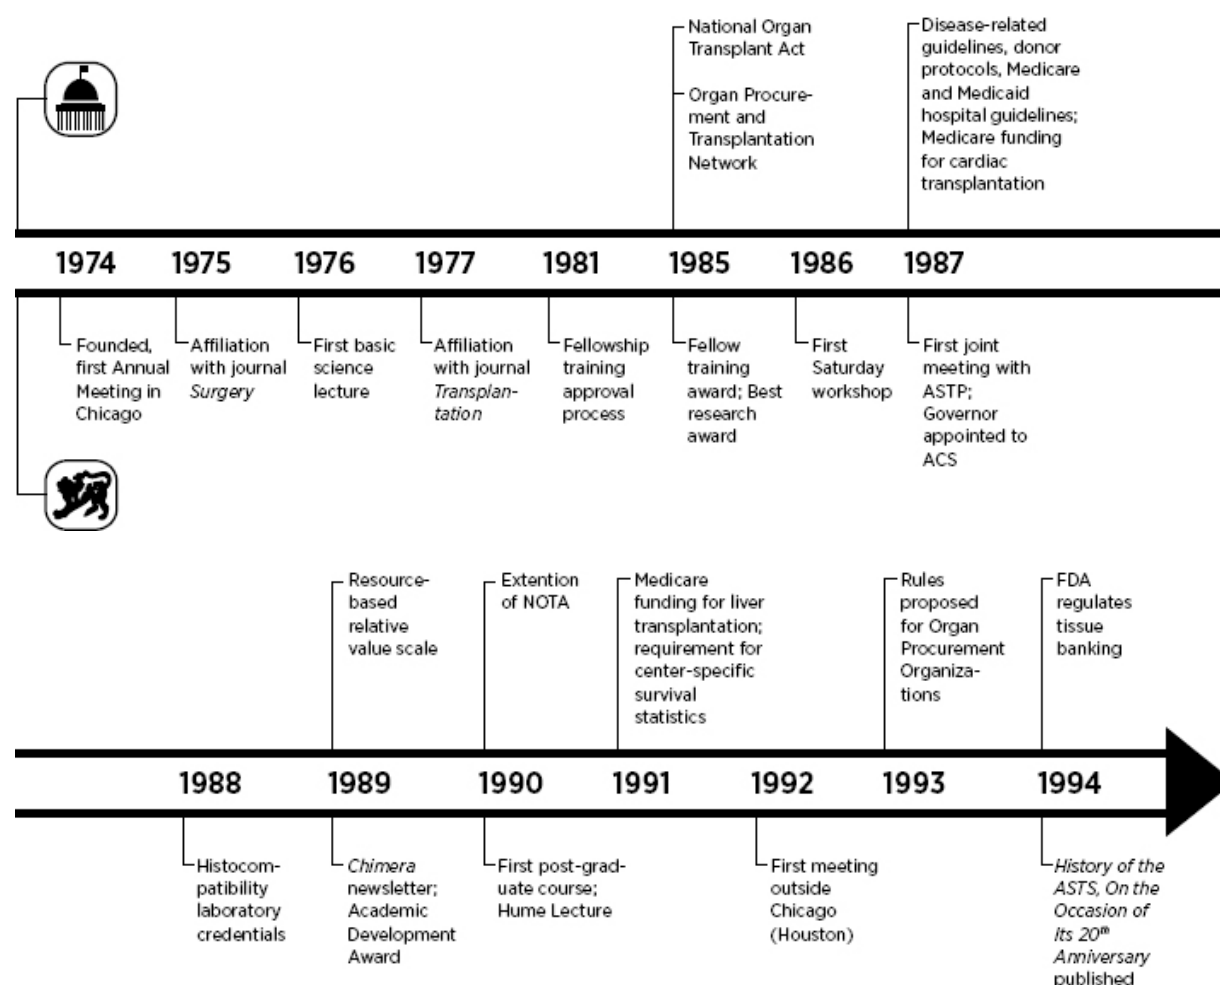 National Organ
Transplant Act
Organ Procure-
ment and
Transplantation
Network
Disease-related
guidelines, donor
protocols, Medicare
and Medicaid
hospital guidelines;
Medicare funding
for cardiac
transplantation
1974 1975 1976 1977 1981 1985 1986 1987
Founded,
first Annual
Meeting in
Chicago
Affiliation
with journal
Surgery
First basic
science
lecture
Affiliation
with journal
Transplan-
tation
Fellowship
training
approval
process
Fellow
training
award; Best
research
award
First
Saturday
workshop
First joint
meeting with
ASTP;
Governor
appointed to
ACS
Resource-
based
relative
value scale
Extention
of NOTA
Medicare
funding for liver
transplantation;
requirement for
center-specific
survival
statistics
Rules
proposed
for Organ
Procurement
Organiza-
tions
FDA
regulates
tissue
banking
1988 1989 1990 1991 1992 1993 1994
Histocom-
patibility
laboratory
credentials
Chimera
newsletter;
Academic
Development
Award
First post-grad-
uate course;
Hume Lecture
First meeting
outside
Chicago
(Houston)
History of the
ASTS, On the
Occasion of
Its 20th
Anniversary
published